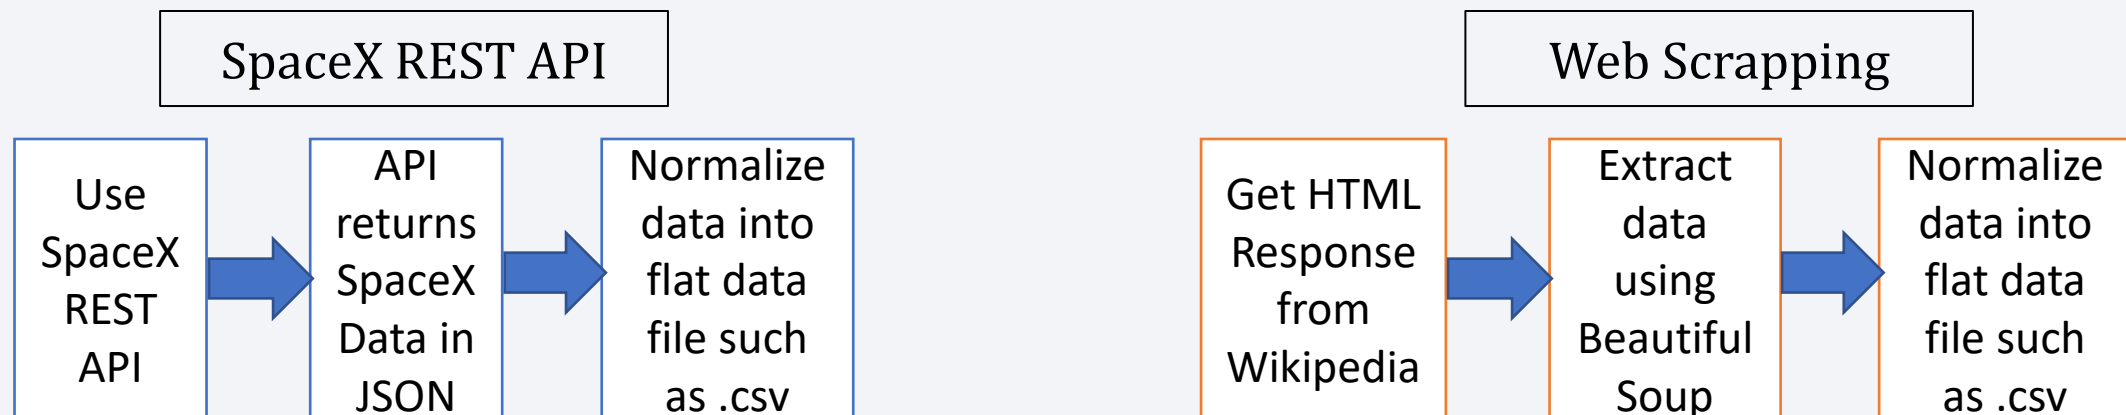 SpaceX REST API
Use
SpaceX
REST
API
API
returns
SpaceX
Data in
JSON
Normalize
data into
flat data
file such
as .csv
Web Scrapping
Get HTML
Response
from
Wikipedia
Extract
data
using
Beautiful
Soup
Normalize
data into
flat data
file such
as .csv